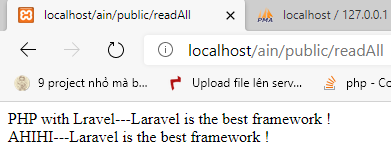 localhost/ain/public/readAll
localhost / 127.0.0.1
localhost/ain/public/readAll
9 project nhỏ mà b...
Upload file lên serv...
php - Co
PHP with Lravel---Laravel is the best framework !
AHIHI---Laravel is the best framework !